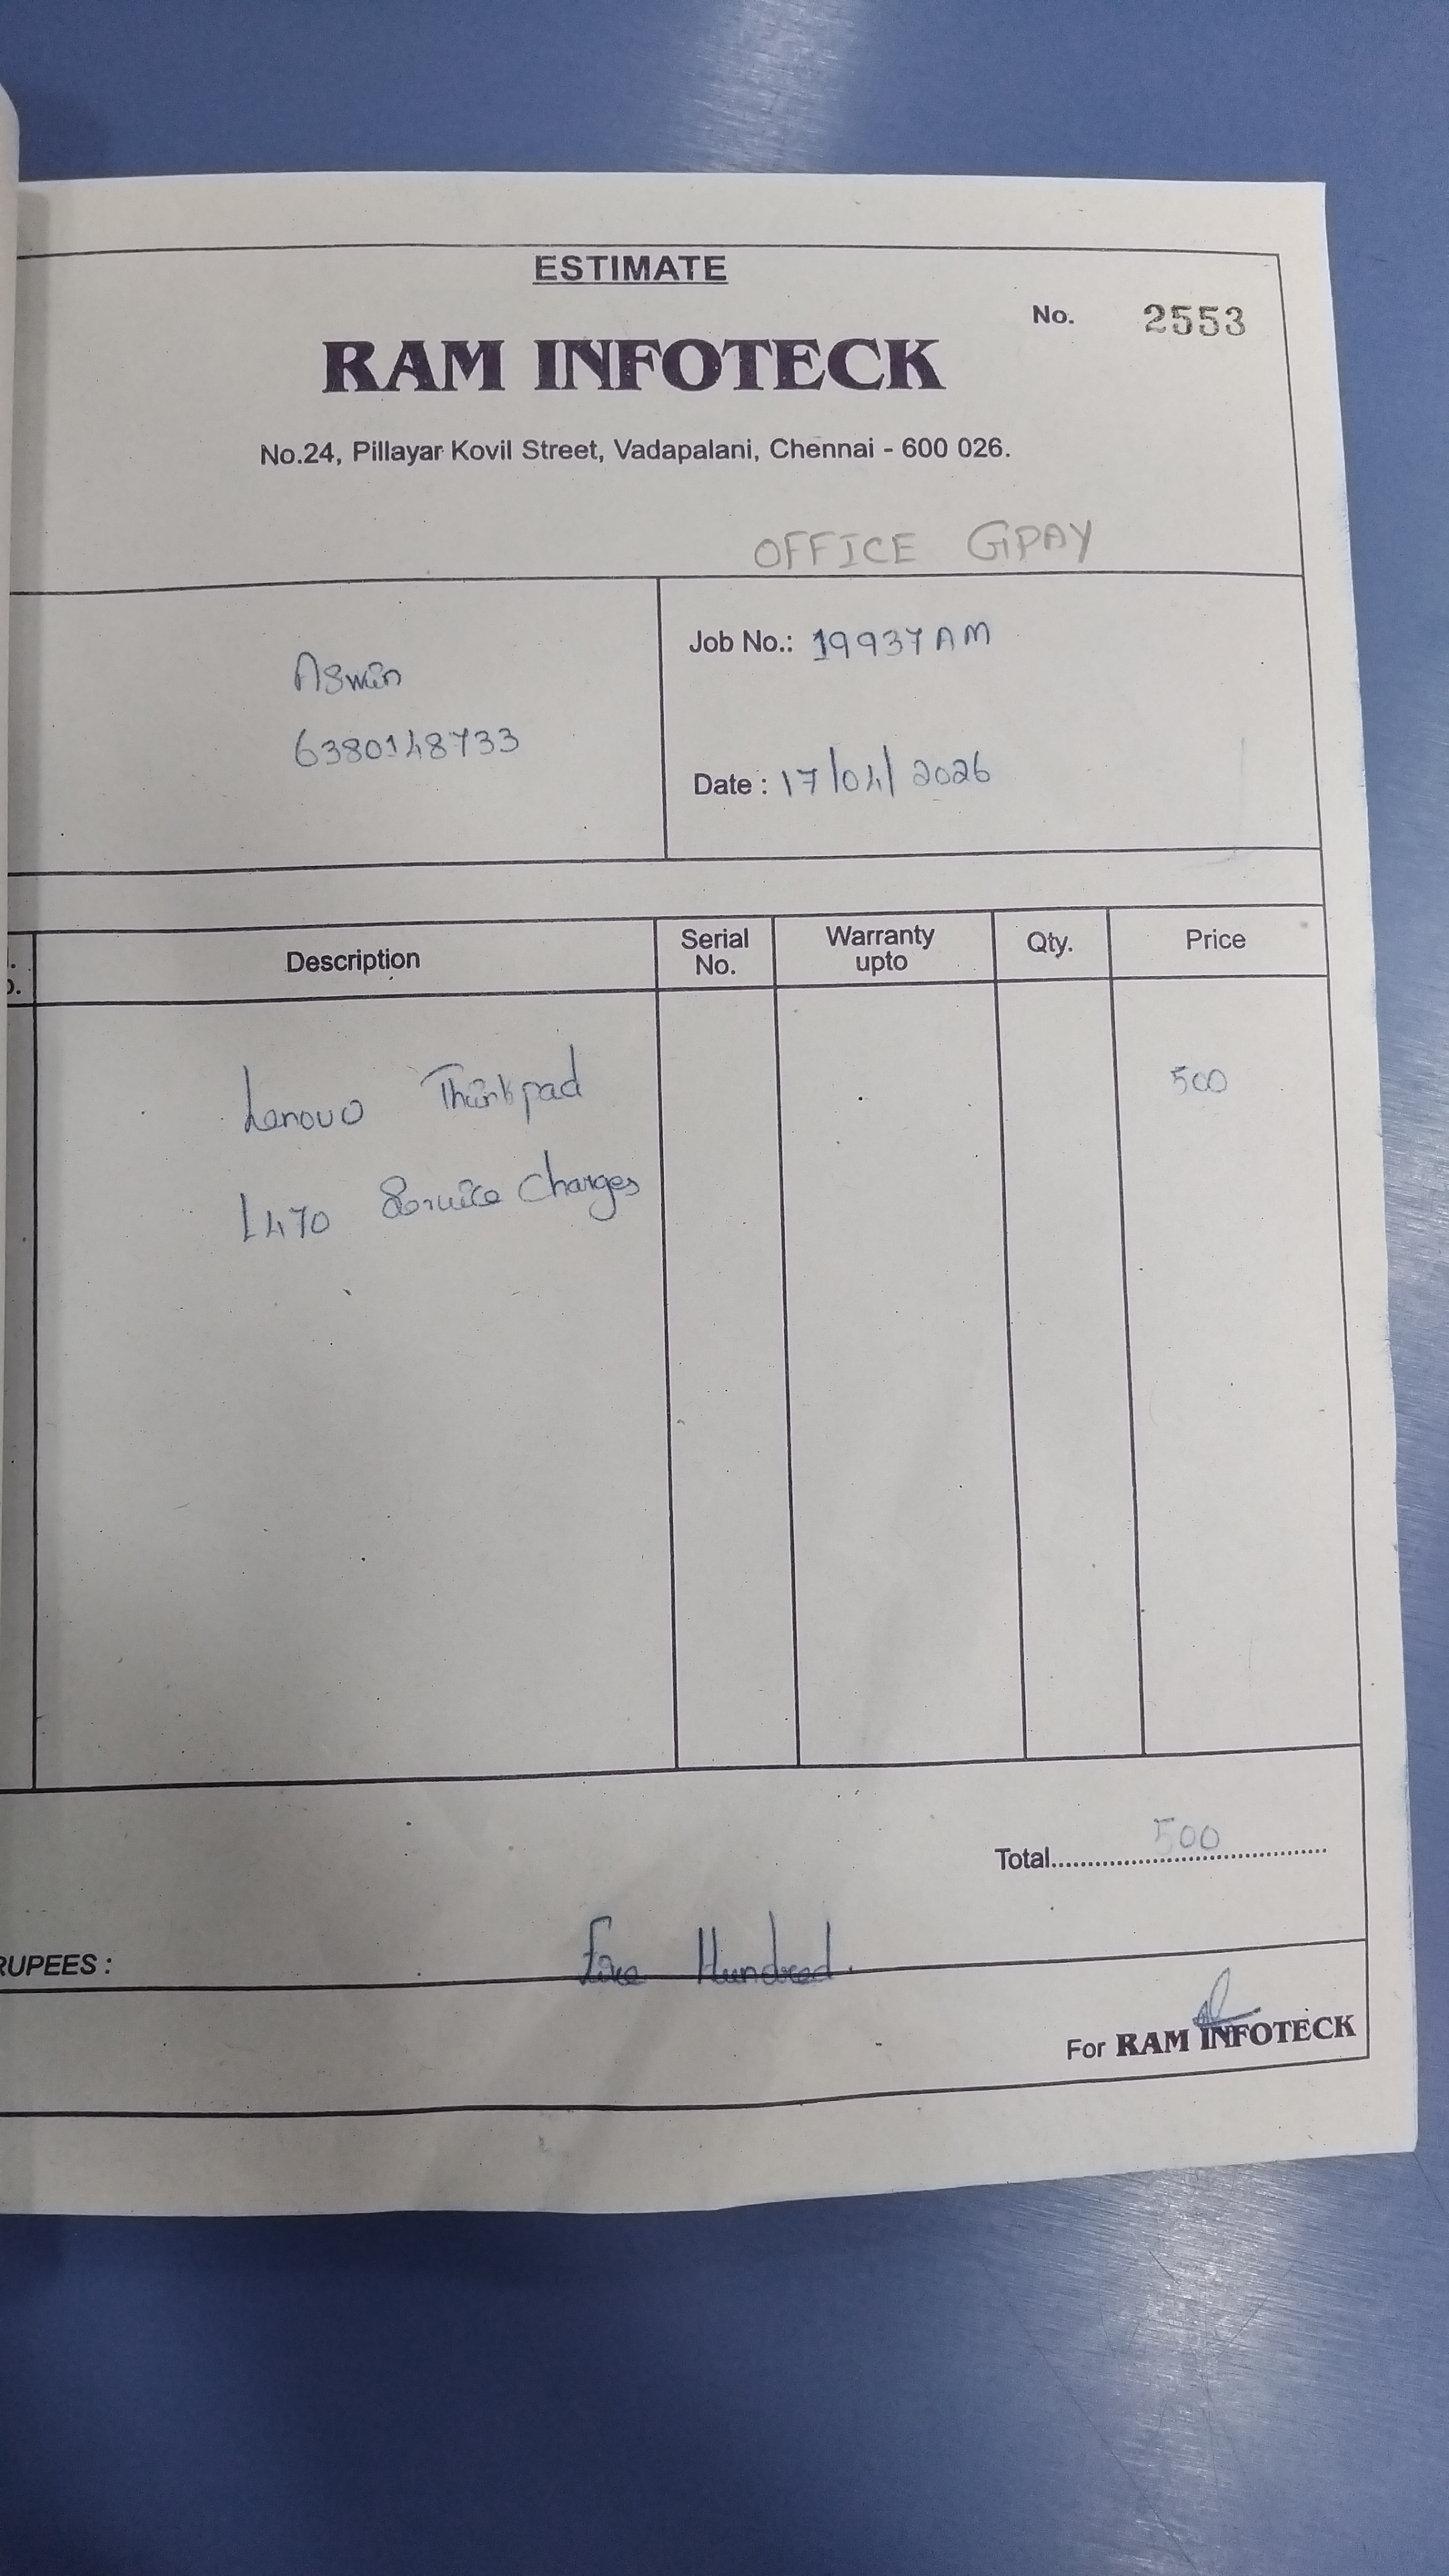 ESTIMATE
No. 2553
RAM INFOTECK
No.24, Pillayar Kovil Street, Vadapalani, Chennai - 600 026.
OFFICE GPAY
Aswin
6380148733
Job No.: 19937AM
Date : 17/04/2026
Description Serial No. Warranty upto Qty. Price
Lenovo Thinkpad 500
L470 Service Charges
Total 500
RUPEES : Five Hundred.
For RAM INFOTECK